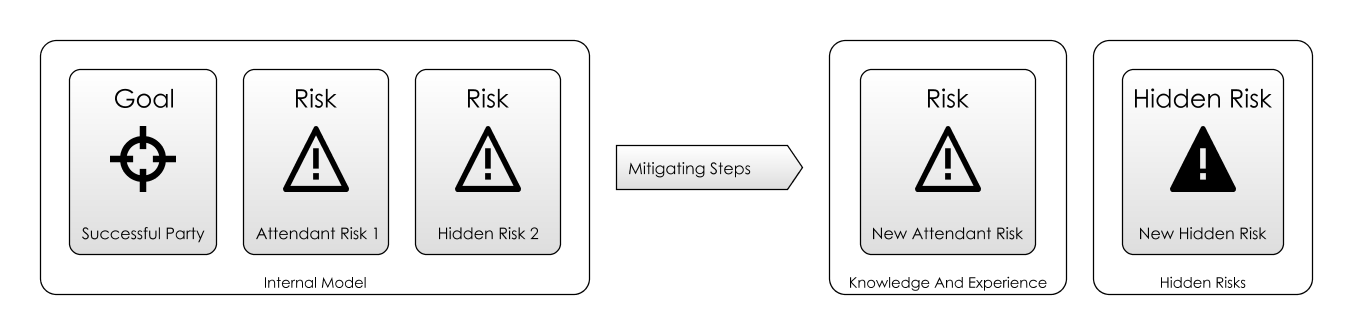 Goal
Successful Party
Risk
Attendant Risk 1
Risk
Hidden Risk 2
Internal Model
Mitigating Steps
Risk
New Attendant Risk
Knowledge And Experience
Hidden Risk
New Hidden Risk
Hidden Risks